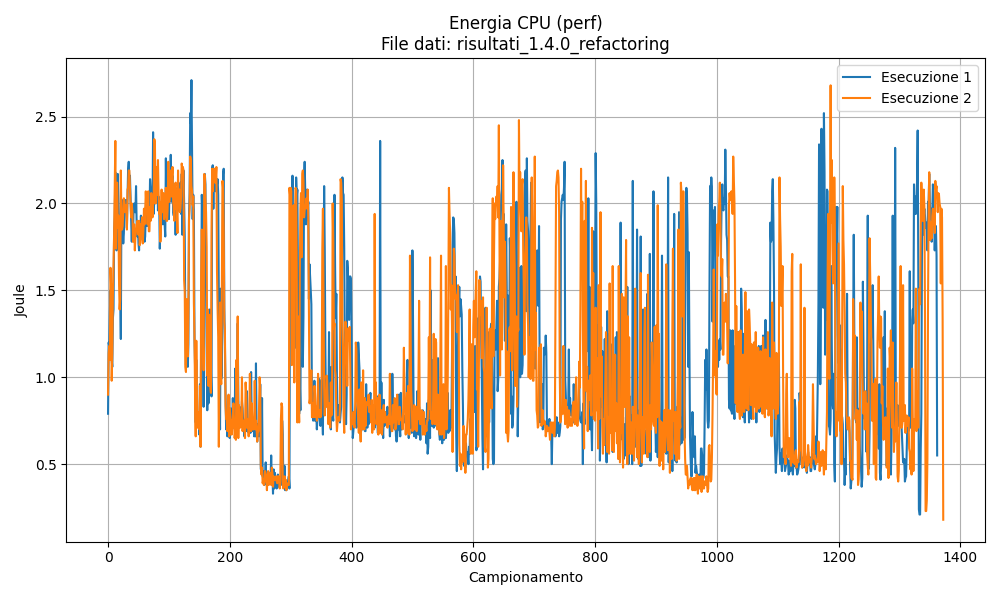 Energia CPU (perf)
File dati: risultati_1.4.0_refactoring
Esecuzione 1
Esecuzione 2
2.5
2.0
1.5
1.0
0.5
Joule
0 200 400 600 800 1000 1200 1400
Campionamento